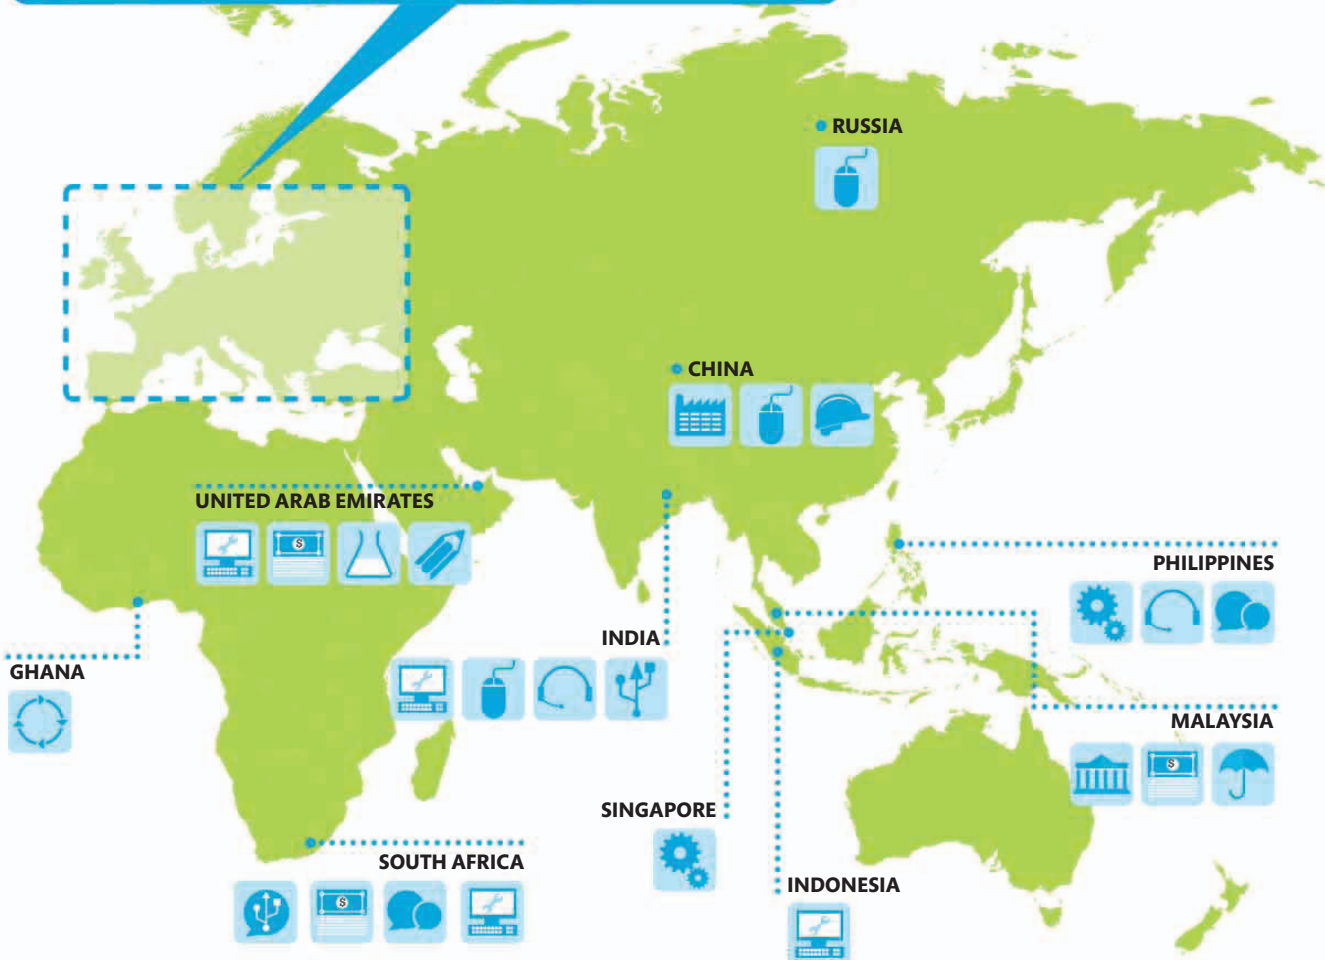 RUSSIA
CHINA
UNITED ARAB EMIRATES
$
PHILIPPINES
INDIA
GHANA
MALAYSIA
$
SINGAPORE
SOUTH AFRICA
$
INDONESIA